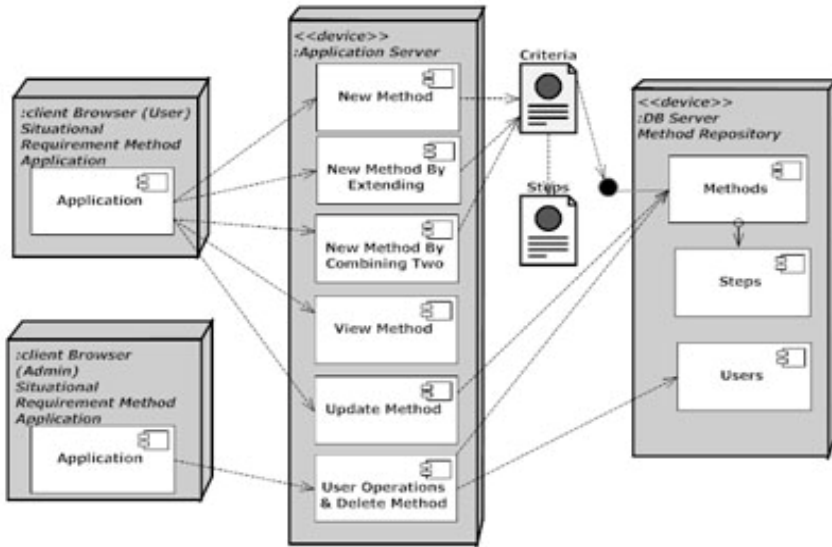 :client Browser (User)
Situational
Requirement Method
Application
Application
:client Browser
(Admin)
Situational
Requirement Method
Application
Application
<<device>>
:Application Server
New Method
New Method By
Extending
New Method By
Combining Two
View Method
Update Method
User Operations
& Delete Method
Criteria
Steps
<<device>>
:DB Server
Method Repository
Methods
Steps
Users